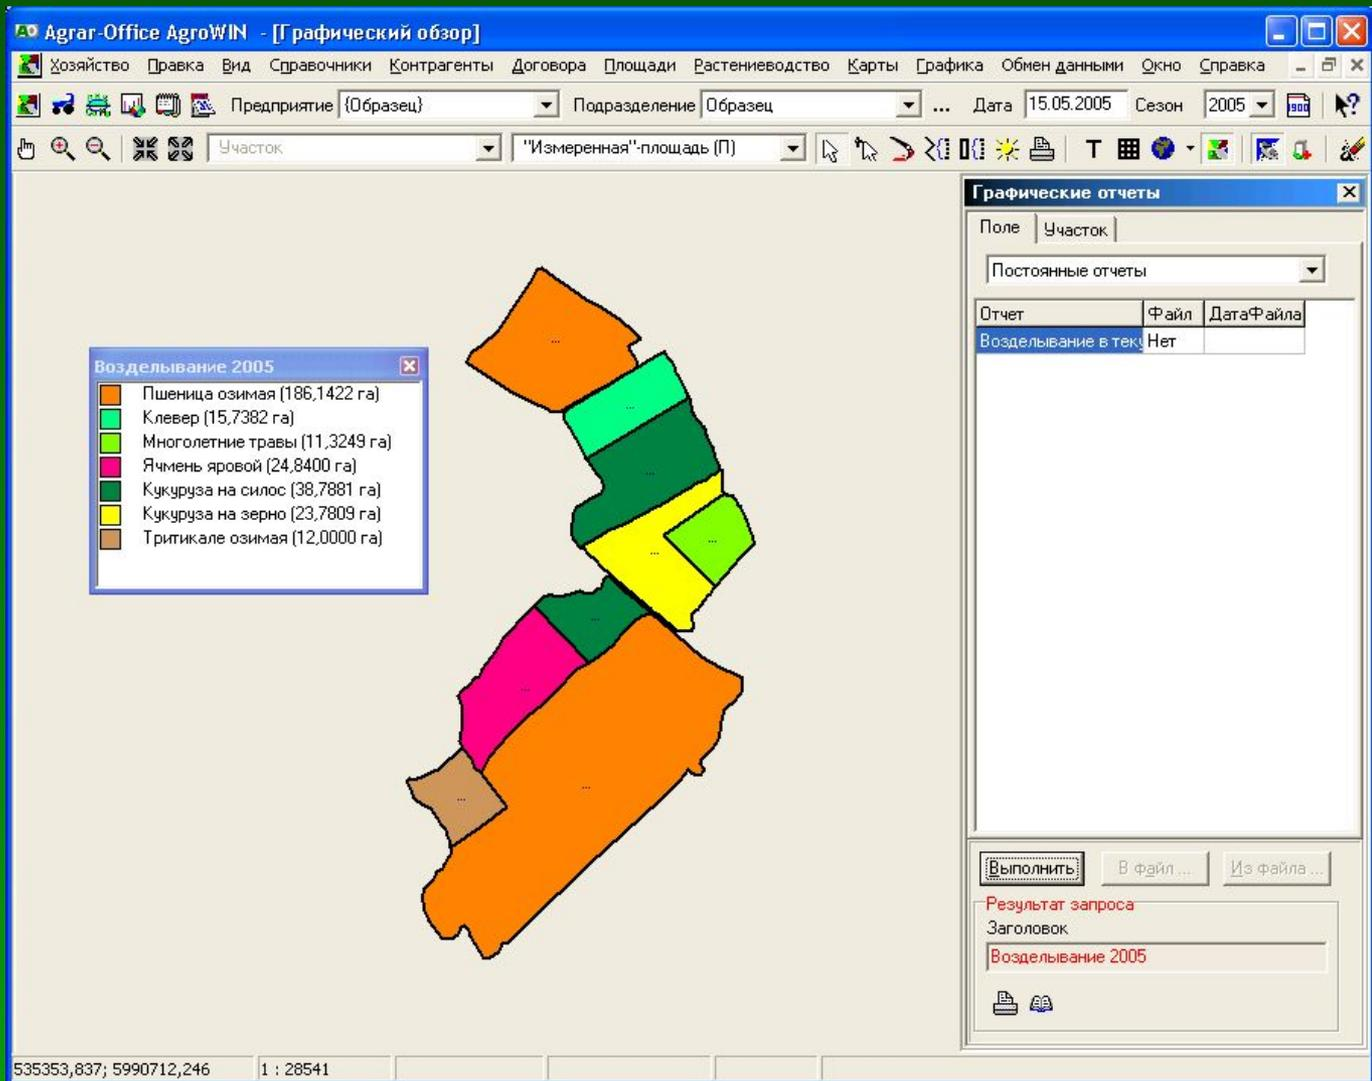 Agrar-Office AgroWIN - [Графический обзор]
Хозяйство Правка Вид Справочники Контрагенты Договора Площади Растениеводство Карты Графика Обмен данными Окно Справка
Предприятие {Образец} Подразделение Образец ... Дата 15.05.2005 Сезон 2005
Участок "Измеренная"-площадь (П) T
Графические отчеты
Поле Участок
Постоянные отчеты
Отчет Файл ДатаФайла
Возделывание в теку Нет
Возделывание 2005
Пшеница озимая (186,1422 га)
Клевер (15,7382 га)
Многолетние травы (11,3249 га)
Ячмень яровой (24,8400 га)
Кукуруза на силос (38,7881 га)
Кукуруза на зерно (23,7809 га)
Тритикале озимая (12,0000 га)
Выполнить В файл ... Из файла ...
Результат запроса
Заголовок
Возделывание 2005
535353,837; 5990712,246 1 : 28541